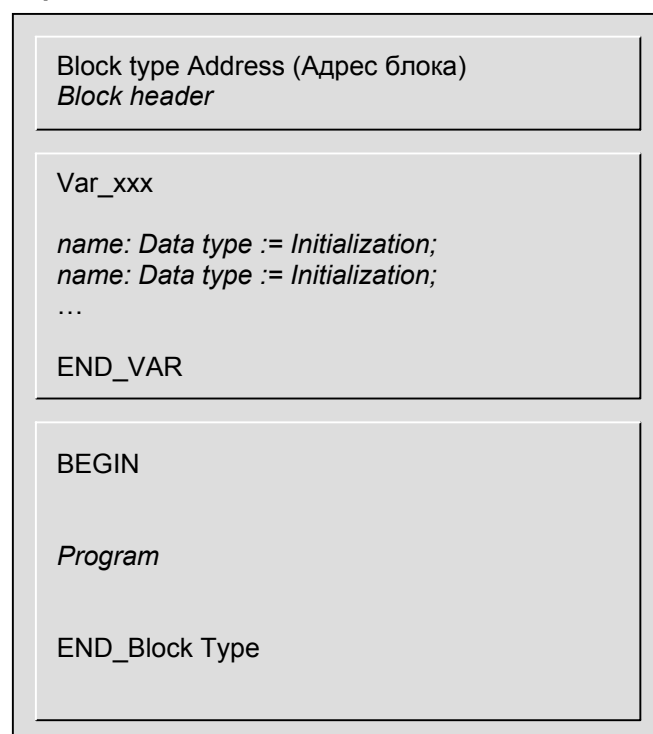 Block type Address (Адрес блока)
Block header
Var_xxx
name: Data type := Initialization;
name: Data type := Initialization;
…
END_VAR
BEGIN
Program
END_Block Type